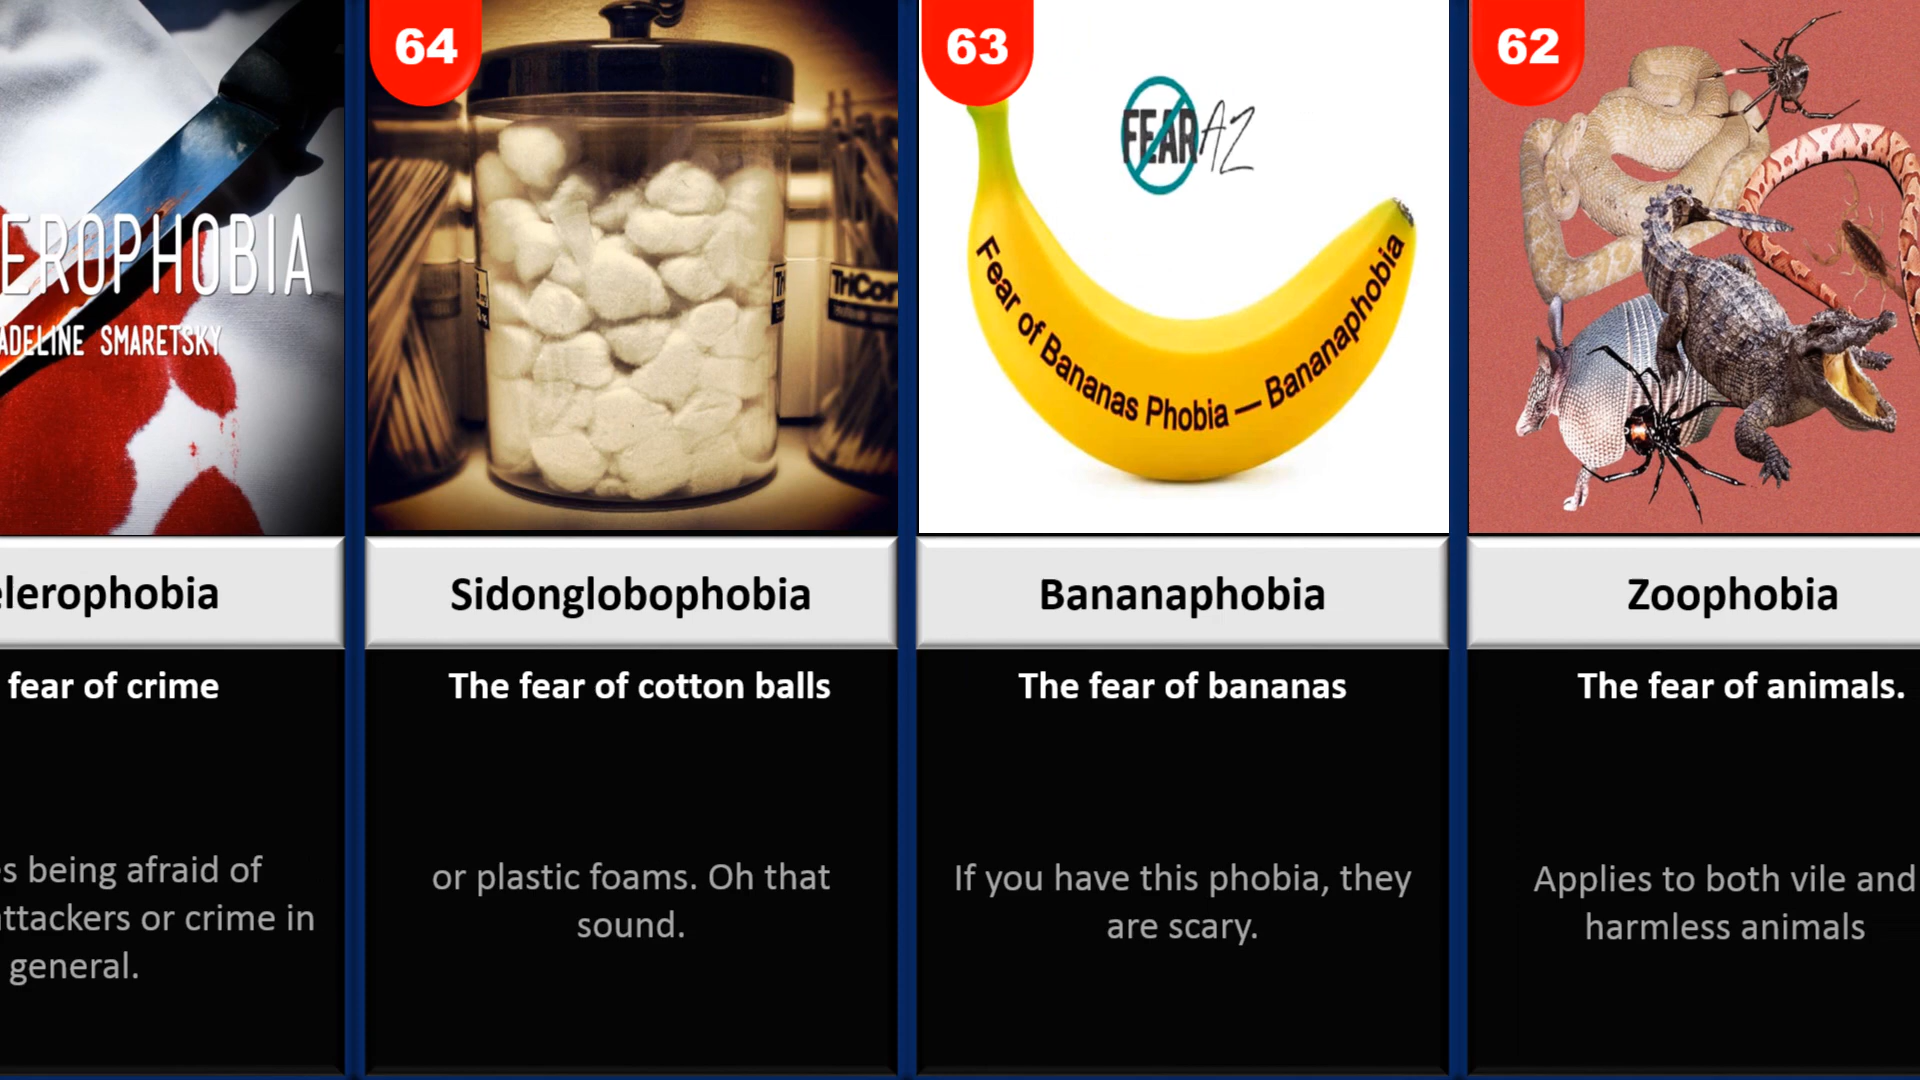 EROPHOBIA
ADELINE SMARETSKY
elerophobia
fear of crime
s being afraid of
attackers or crime in
general.
64
TriCor
Sidonglobophobia
The fear of cotton balls
or plastic foams. Oh that
sound.
63
FEAR AZ
Fear of Bananas Phobia — Bananaphobia
Bananaphobia
The fear of bananas
If you have this phobia, they
are scary.
62
Zoophobia
The fear of animals.
Applies to both vile and
harmless animals